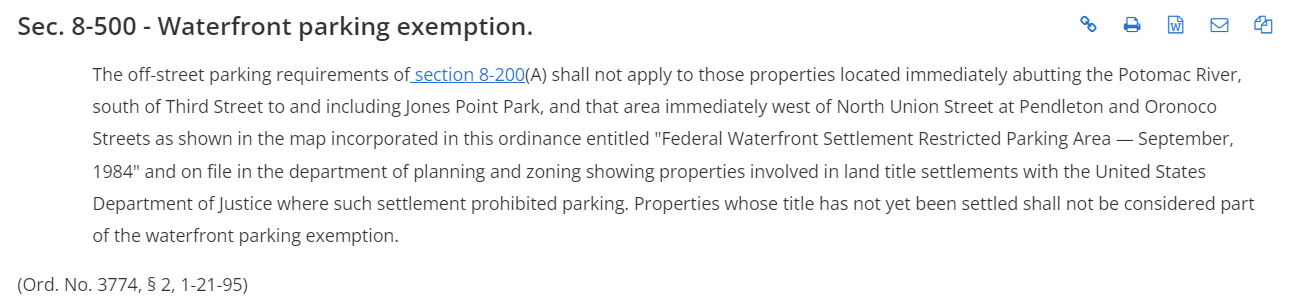 Sec. 8-500 - Waterfront parking exemption.
The off-street parking requirements of section 8-200(A) shall not apply to those properties located immediately abutting the Potomac River,
south of Third Street to and including Jones Point Park, and that area immediately west of North Union Street at Pendleton and Oronoco
Streets as shown in the map incorporated in this ordinance entitled "Federal Waterfront Settlement Restricted Parking Area — September,
1984" and on file in the department of planning and zoning showing properties involved in land title settlements with the United States
Department of Justice where such settlement prohibited parking. Properties whose title has not yet been settled shall not be considered part
of the waterfront parking exemption.
(Ord. No. 3774, § 2, 1-21-95)